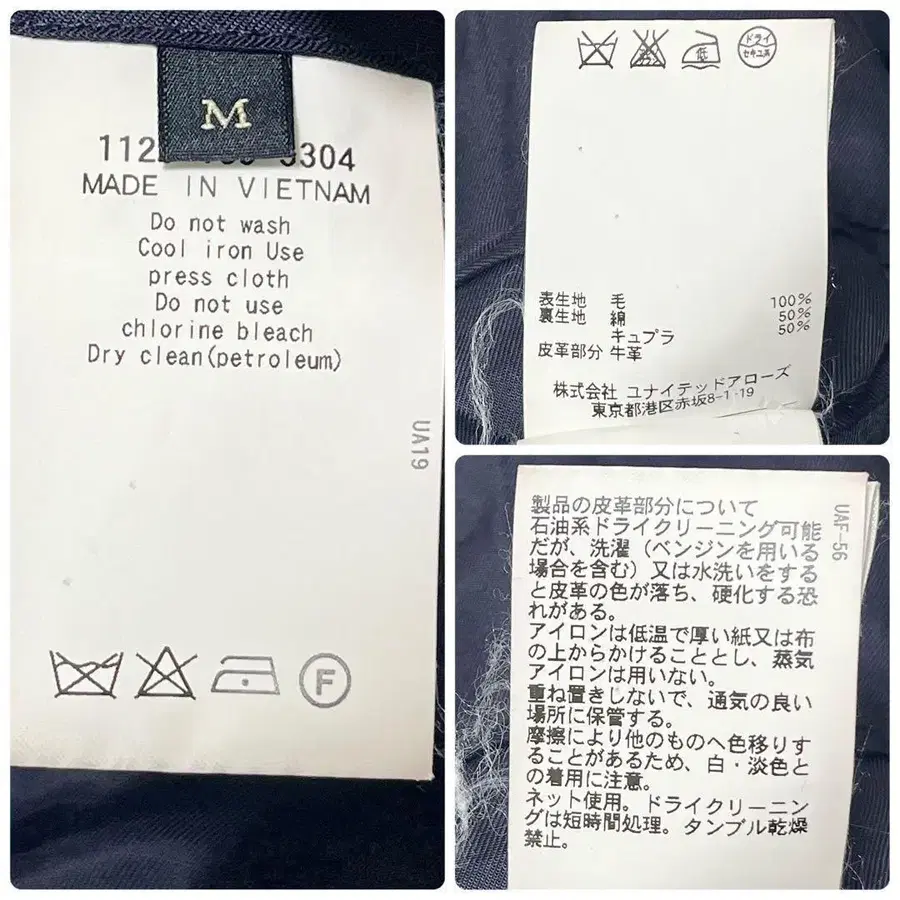 M
112 3304
MADE IN VIETNAM
Do not wash
Cool iron Use
press cloth
Do not use
chlorine bleach
Dry clean(petroleum)
UA19
F
低
ドライ
セキユ系
表生地 毛 100%
裏生地 綿 50%
キュプラ 50%
皮革部分 牛革
株式会社 ユナイテッドアローズ
東京都港区赤坂8-1-19
UAF-56
製品の皮革部分について
石油系ドライクリーニング可能
だが、洗濯（ベンジンを用いる
場合を含む）又は水洗いをする
と皮革の色が落ち、硬化する恐
れがある。
アイロンは低温で厚い紙又は布
の上からかけることとし、蒸気
アイロンは用いない。
重ね置きしないで、通気の良い
場所に保管する。
摩擦により他のものへ色移りす
ることがあるため、白・淡色と
の着用に注意。
ネット使用。ドライクリーニン
グは短時間処理。タンブル乾燥
禁止。